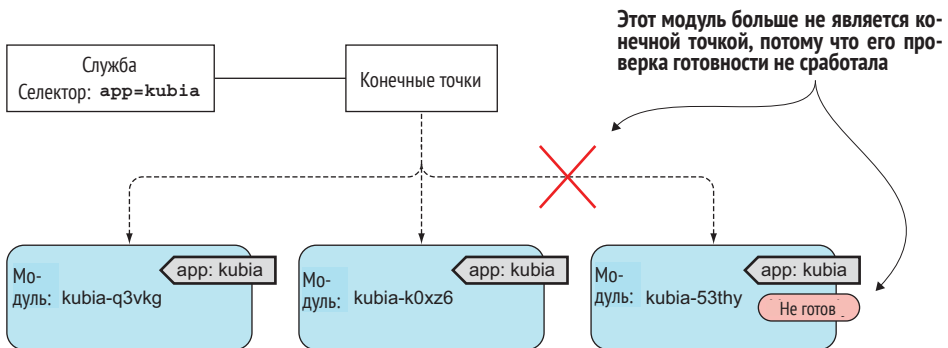 Этот модуль больше не является ко-
нечной точкой, потому что его про-
верка готовности не сработала
Служба
Селектор: app=kubia
Конечные точки
app: kubia
Мо-
дуль: kubia-q3vkg
app: kubia
Мо-
дуль: kubia-k0xz6
app: kubia
Мо-
дуль: kubia-53thy
Не готов